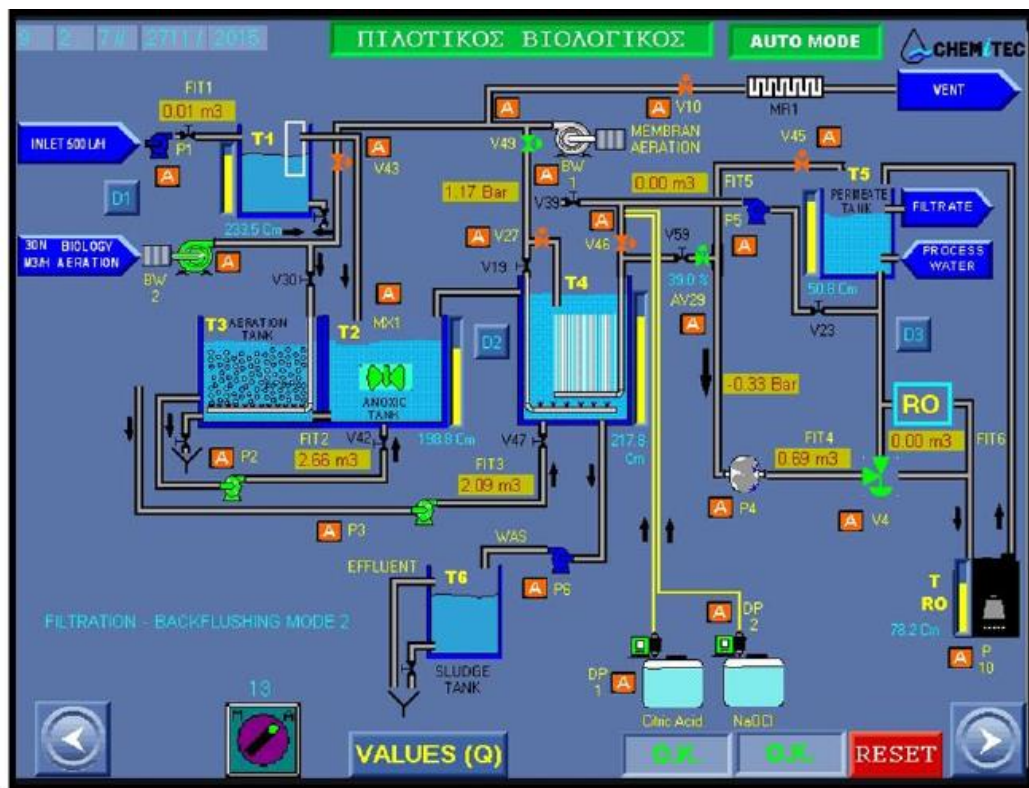 9 2 7// 2711/ 2015
ΠΙΛΟΤΙΚΟΣ ΒΙΟΛΟΓΙΚΟΣ
AUTO MODE
CHEMiTEC
FIT1
0.01 m3
INLET 500 L/H
P1
A
T1
A
V43
A
V49
BW
1
MEMBRAN
AERATION
A
A
V10
MR1
VENT
V45
A
D1
233.5 Cm
1.17 Bar
V39
0.00 m3
FIT5
P5
A
T5
PERMEATE
TANK
FILTRATE
PROCESS
WATER
50.8 Cm
30N BIOLOGY
M3/H AERATION
BW
2
A
V30
A
V27
V19
A
V46
V59
39.0 %
AV29
A
T4
V23
D3
T3
AERATION
TANK
T2
A
MX1
ANOXIC
TANK
D2
-0.33 Bar
RO
0.00 m3
FIT6
FIT2
2.66 m3
V42
198.8 Cm
V47
217.8
Cm
FIT4
0.69 m3
A
P2
FIT3
2.09 m3
A
P3
A
P4
A
V4
WAS
EFFLUENT
T6
A
P6
SLUDGE
TANK
FILTRATION - BACKFLUSHING MODE 2
A
DP
2
DP
1
A
Citric Acid
NaOCl
T
RO
78.2 Cm
A
P
10
13
M
A
VALUES (Q)
O.K.
O.K.
RESET